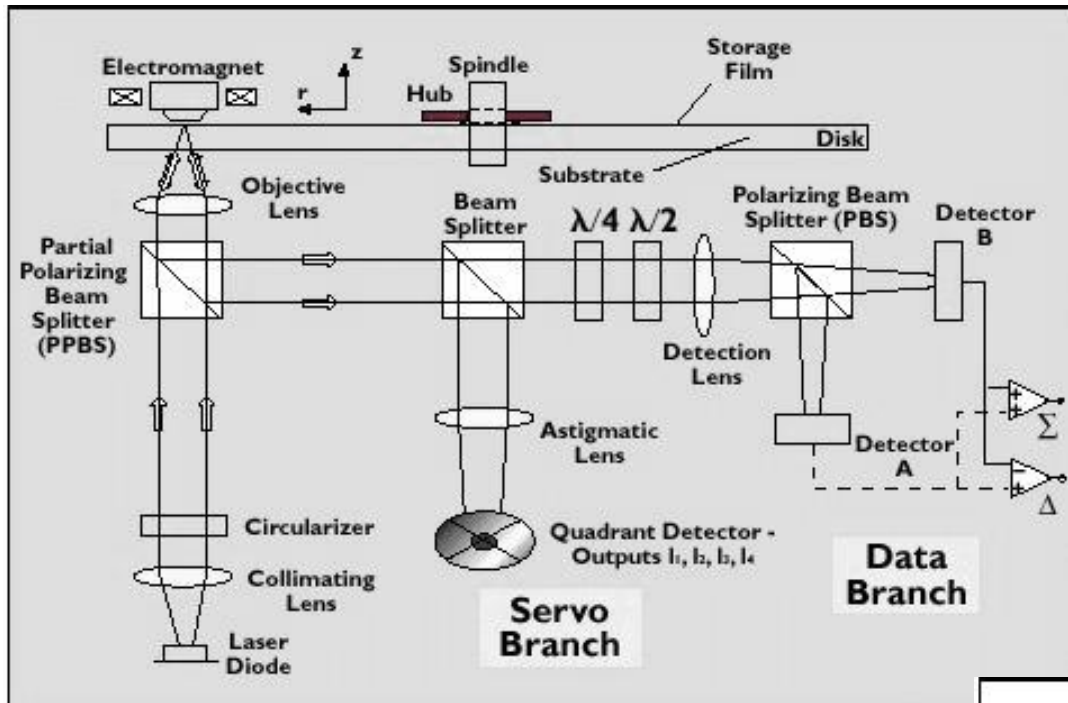 Electromagnet
z
r
Spindle
Hub
Storage
Film
Disk
Substrate
Objective
Lens
Beam
Splitter
λ/4 λ/2
Polarizing Beam
Splitter (PBS)
Detector
B
Partial
Polarizing
Beam
Splitter
(PPBS)
Detection
Lens
Astigmatic
Lens
Detector
A
+
+
Σ
−
+
Δ
Circularizer
Quadrant Detector -
Outputs I₁, I₂, I₃, I₄
Collimating
Lens
Laser
Diode
Servo
Branch
Data
Branch